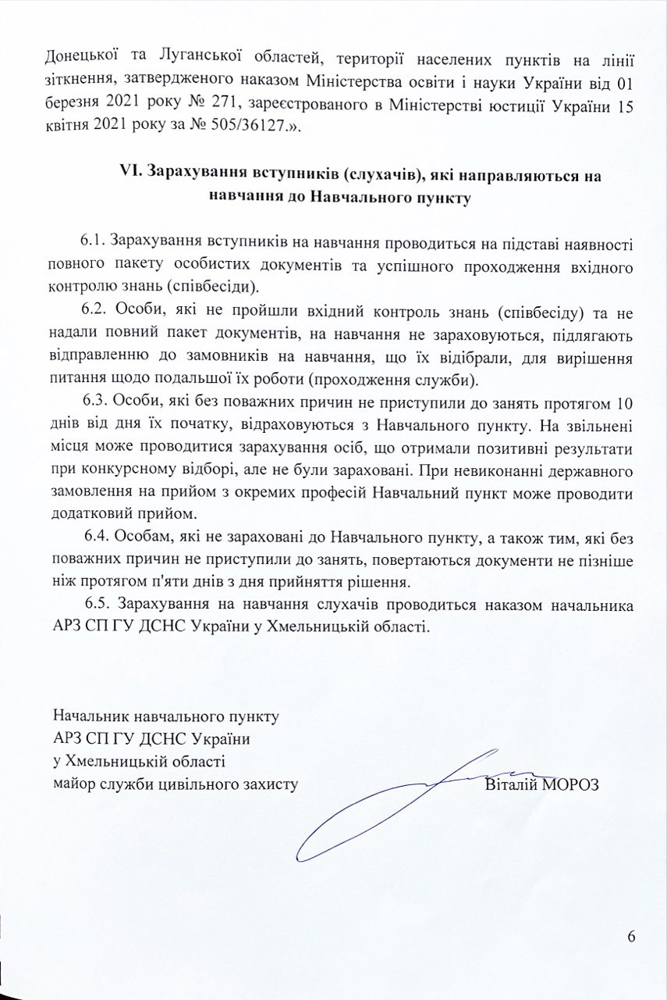 Донецької та Луганської областей, території населених пунктів на лінії
зіткнення, затвердженого наказом Міністерства освіти і науки України від 01
березня 2021 року № 271, зареєстрованого в Міністерстві юстиції України 15
квітня 2021 року за № 505/36127.».
VI. Зарахування вступників (слухачів), які направляються на
навчання до Навчального пункту
6.1. Зарахування вступників на навчання проводиться на підставі наявності
повного пакету особистих документів та успішного проходження вхідного
контролю знань (співбесіди).
6.2. Особи, які не пройшли вхідний контроль знань (співбесіду) та не
надали повний пакет документів, на навчання не зараховуються, підлягають
відправленню до замовників на навчання, що їх відібрали, для вирішення
питання щодо подальшої їх роботи (проходження служби).
6.3. Особи, які без поважних причин не приступили до занять протягом 10
днів від дня їх початку, відраховуються з Навчального пункту. На звільнені
місця може проводитися зарахування осіб, що отримали позитивні результати
при конкурсному відборі, але не були зараховані. При невиконанні державного
замовлення на прийом з окремих професій Навчальний пункт може проводити
додатковий прийом.
6.4. Особам, які не зараховані до Навчального пункту, а також тим, які без
поважних причин не приступили до занять, повертаються документи не пізніше
ніж протягом п'яти днів з дня прийняття рішення.
6.5. Зарахування на навчання слухачів проводиться наказом начальника
АРЗ СП ГУ ДСНС України у Хмельницькій області.
Начальник навчального пункту
АРЗ СП ГУ ДСНС України
у Хмельницькій області
майор служби цивільного захисту Віталій МОРОЗ
6